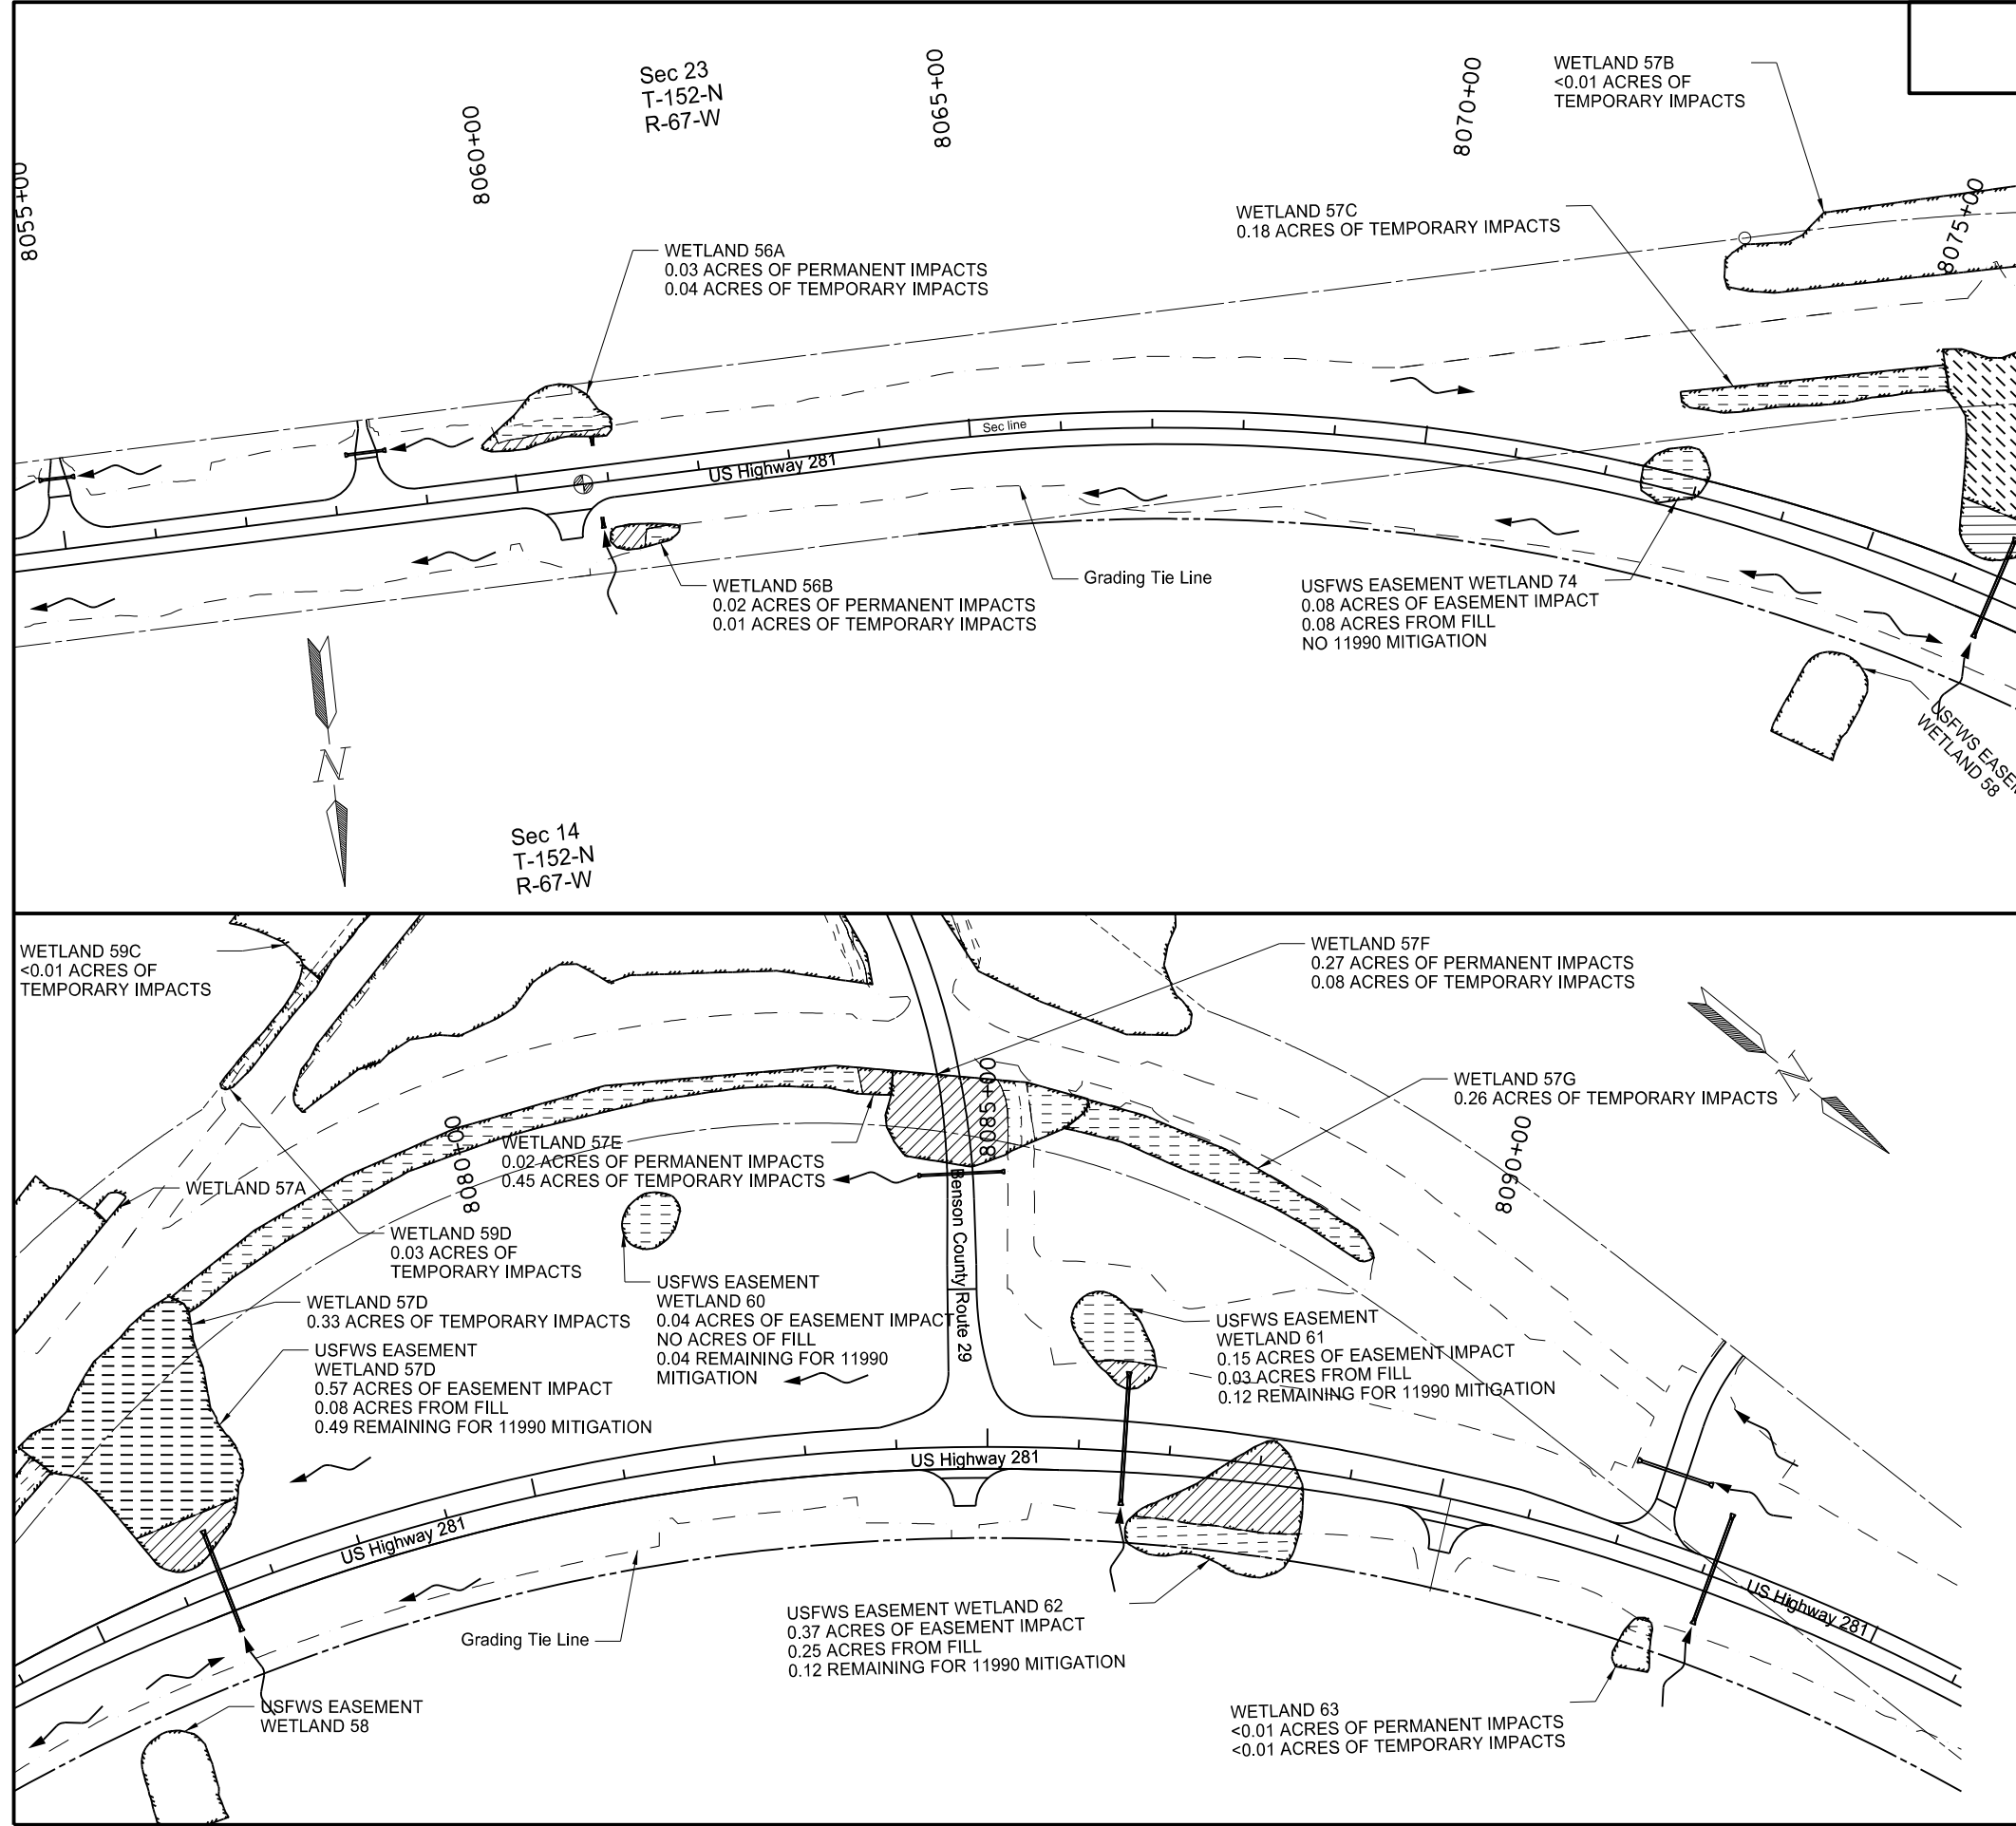 Sec 23
T-152-N
R-67-W
8055+00
8060+00
8065+00
8070+00
8075+00
WETLAND 57B
<0.01 ACRES OF
TEMPORARY IMPACTS
WETLAND 57C
0.18 ACRES OF TEMPORARY IMPACTS
WETLAND 56A
0.03 ACRES OF PERMANENT IMPACTS
0.04 ACRES OF TEMPORARY IMPACTS
Sec line
US Highway 281
WETLAND 56B
0.02 ACRES OF PERMANENT IMPACTS
0.01 ACRES OF TEMPORARY IMPACTS
Grading Tie Line
USFWS EASEMENT WETLAND 74
0.08 ACRES OF EASEMENT IMPACT
0.08 ACRES FROM FILL
NO 11990 MITIGATION
USFWS EASEM
WETLAND 58
N
Sec 14
T-152-N
R-67-W
WETLAND 59C
<0.01 ACRES OF
TEMPORARY IMPACTS
WETLAND 57F
0.27 ACRES OF PERMANENT IMPACTS
0.08 ACRES OF TEMPORARY IMPACTS
N
WETLAND 57G
0.26 ACRES OF TEMPORARY IMPACTS
8080+00
8085+00
8090+00
WETLAND 57E
0.02 ACRES OF PERMANENT IMPACTS
0.45 ACRES OF TEMPORARY IMPACTS
WETLAND 57A
WETLAND 59D
0.03 ACRES OF
TEMPORARY IMPACTS
Benson County Route 29
WETLAND 57D
0.33 ACRES OF TEMPORARY IMPACTS
USFWS EASEMENT
WETLAND 57D
0.57 ACRES OF EASEMENT IMPACT
0.08 ACRES FROM FILL
0.49 REMAINING FOR 11990 MITIGATION
USFWS EASEMENT
WETLAND 60
0.04 ACRES OF EASEMENT IMPACT
NO ACRES OF FILL
0.04 REMAINING FOR 11990
MITIGATION
USFWS EASEMENT
WETLAND 61
0.15 ACRES OF EASEMENT IMPACT
0.03 ACRES FROM FILL
0.12 REMAINING FOR 11990 MITIGATION
US Highway 281
US Highway 281
US Highway 281
Grading Tie Line
USFWS EASEMENT WETLAND 62
0.37 ACRES OF EASEMENT IMPACT
0.25 ACRES FROM FILL
0.12 REMAINING FOR 11990 MITIGATION
USFWS EASEMENT
WETLAND 58
WETLAND 63
<0.01 ACRES OF PERMANENT IMPACTS
<0.01 ACRES OF TEMPORARY IMPACTS